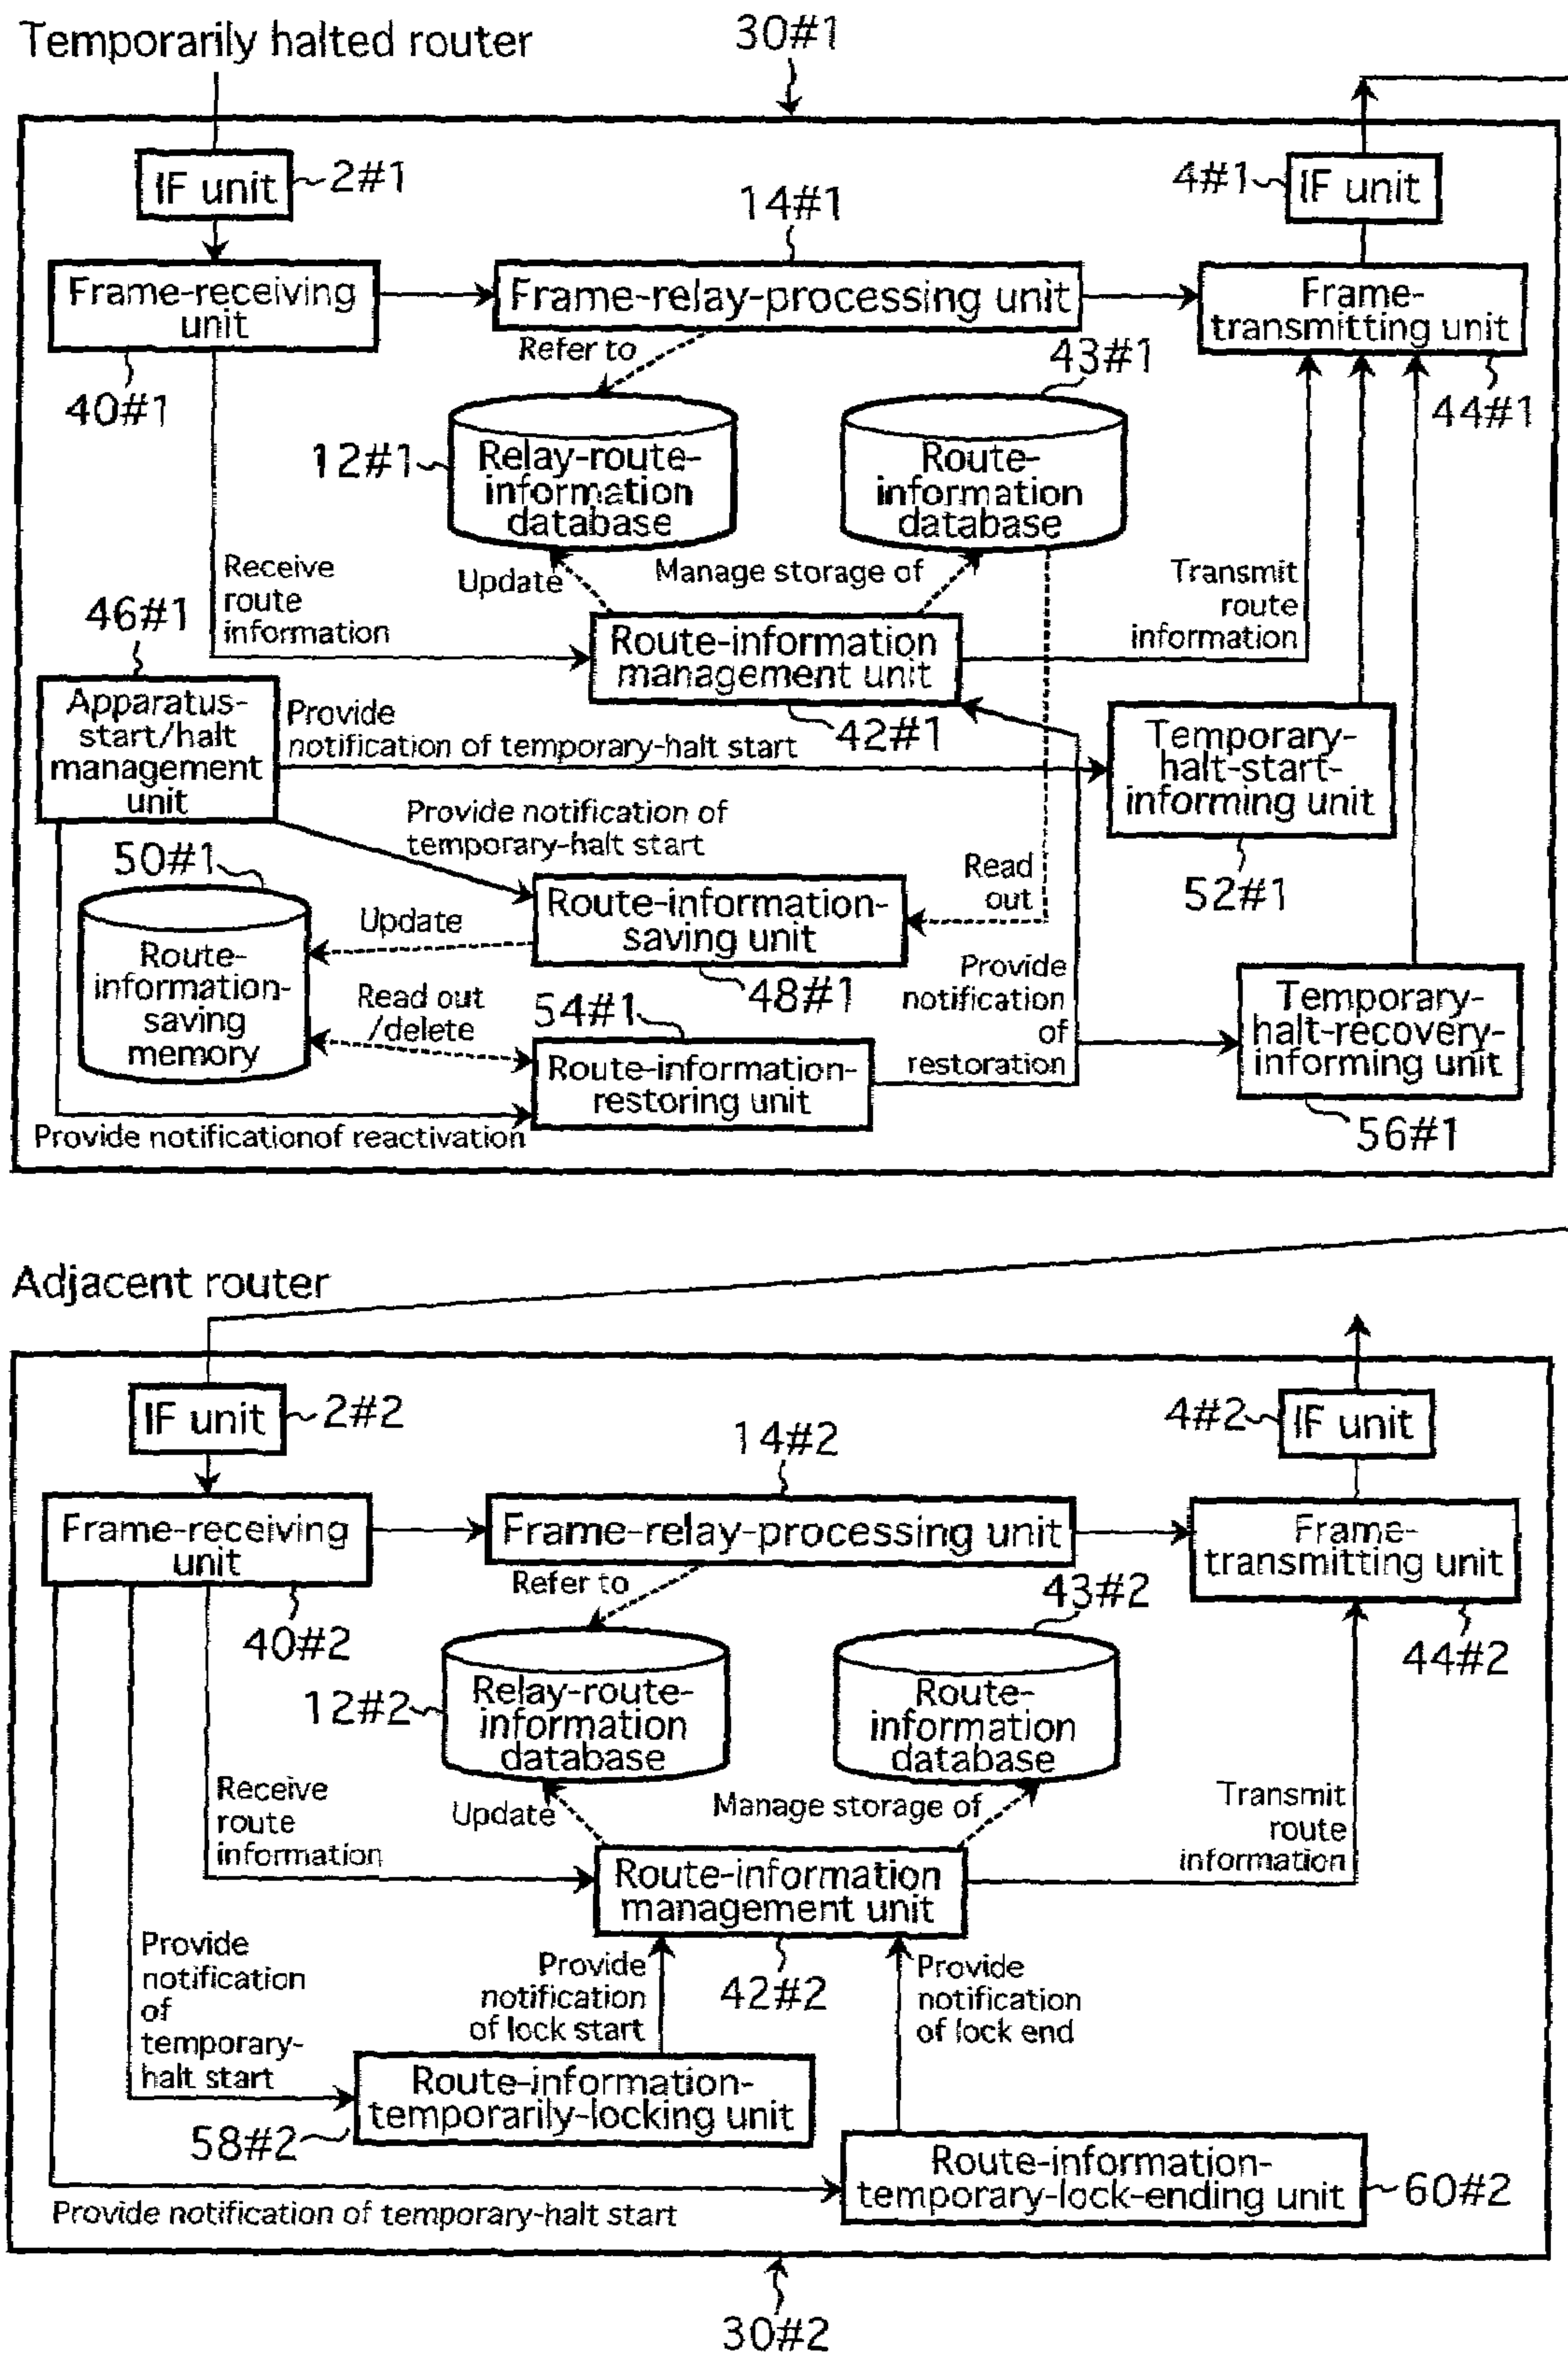 Temporarily halted router
30#1
IF unit
2#1
14#1
4#1
IF unit
Frame-receiving
unit
Frame-relay-processing unit
Frame-
transmitting unit
40#1
Refer to
43#1
44#1
12#1
Relay-route-
information
database
Route-
information
database
Receive
route
information
Update
Manage storage of
Transmit
route
information
46#1
Route-information
management unit
42#1
Apparatus-
start/halt
management
unit
Provide
notification of temporary-halt start
Temporary-
halt-start-
informing unit
52#1
Provide notification of
temporary-halt start
50#1
Read
out
Route-information-
saving unit
48#1
Update
Route-
information-
saving
memory
Read out
/delete
54#1
Provide
notification
of
restoration
Temporary-
halt-recovery-
informing unit
56#1
Route-information-
restoring unit
Provide notificationof reactivation
Adjacent router
IF unit
2#2
14#2
4#2
IF unit
Frame-receiving
unit
Frame-relay-processing unit
Frame-
transmitting unit
40#2
Refer to
43#2
44#2
12#2
Relay-route-
information
database
Route-
information
database
Receive
route
information
Update
Manage storage of
Transmit
route
information
Route-information
management unit
42#2
Provide
notification
of
temporary-
halt start
Provide
notification
of lock start
Provide
notification
of lock end
Route-information-
temporarily-locking unit
58#2
Route-information-
temporary-lock-ending unit
60#2
Provide notification of temporary-halt start
30#2